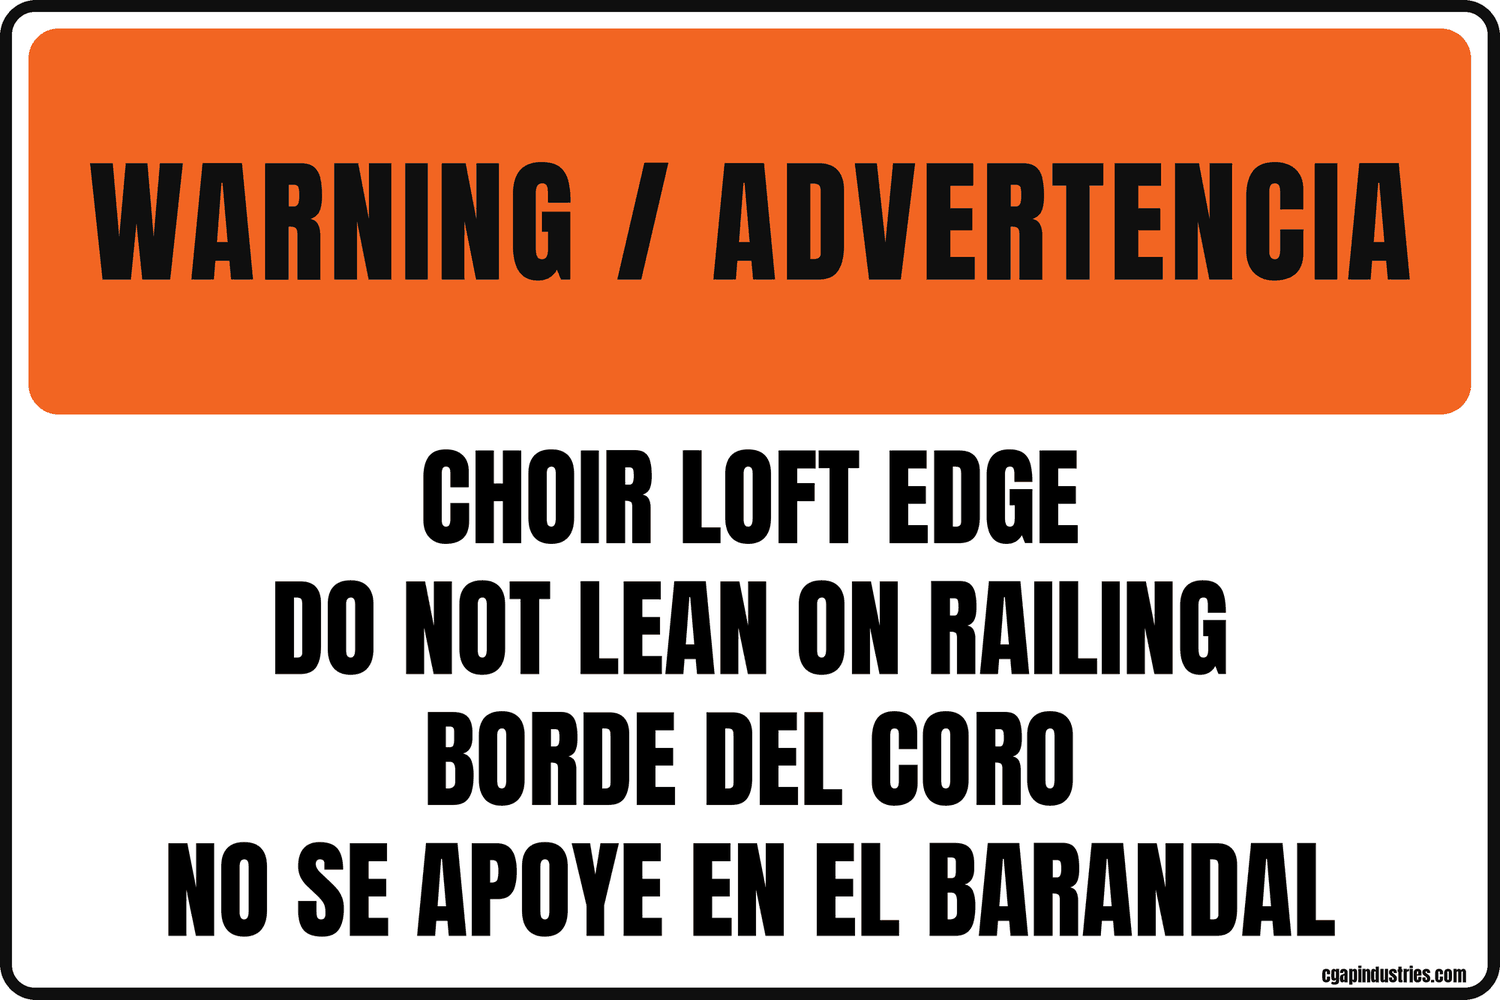 WARNING / ADVERTENCIA
CHOIR LOFT EDGE
DO NOT LEAN ON RAILING
BORDE DEL CORO
NO SE APOYE EN EL BARANDAL
cgapindustries.com